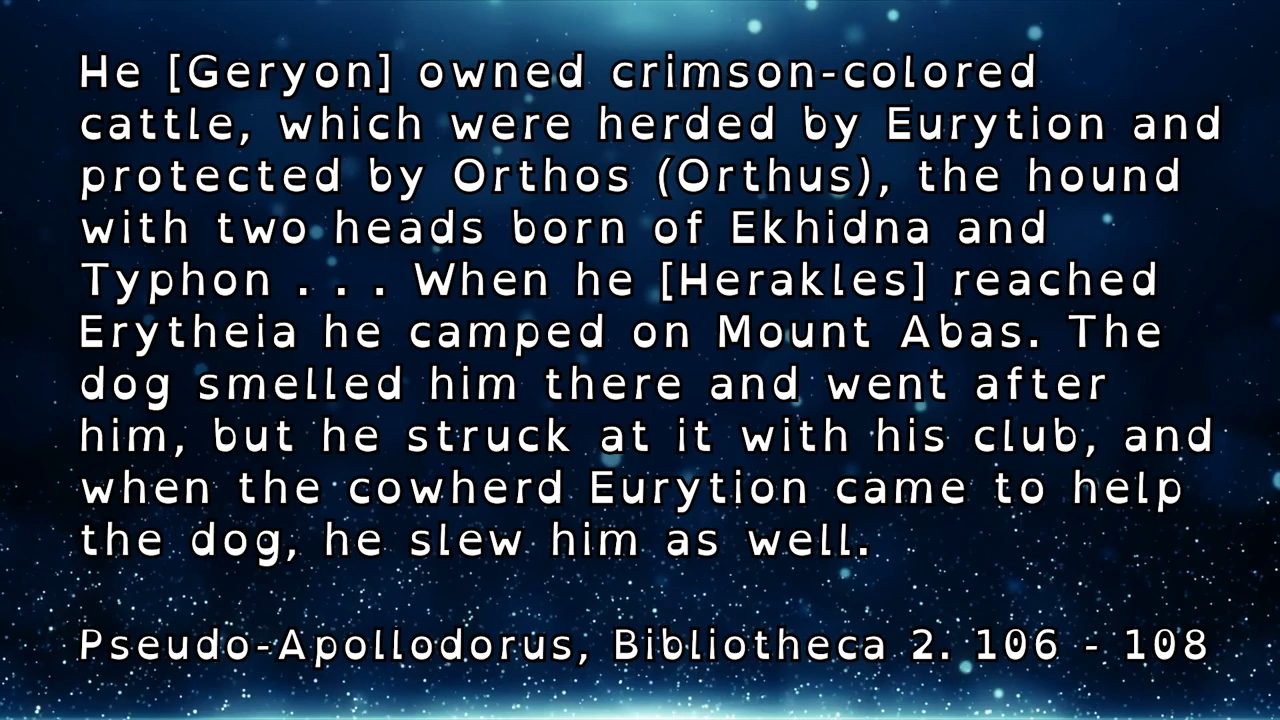 He [Geryon] owned crimson-colored
cattle, which were herded by Eurytion and
protected by Orthos (Orthus), the hound
with two heads born of Ekhidna and
Typhon . . . When he [Herakles] reached
Erytheia he camped on Mount Abas. The
dog smelled him there and went after
him, but he struck at it with his club, and
when the cowherd Eurytion came to help
the dog, he slew him as well.
Pseudo-Apollodorus, Bibliotheca 2. 106 - 108